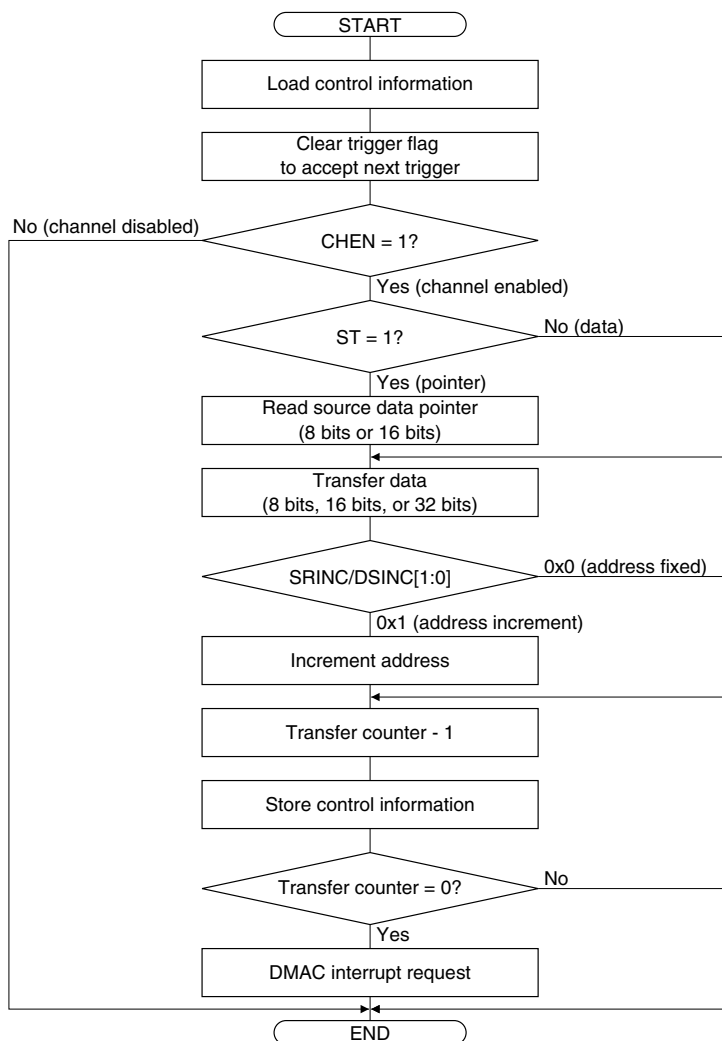 START
Load control information
Clear trigger flag
to accept next trigger
No (channel disabled)
CHEN = 1?
Yes (channel enabled)
ST = 1?
No (data)
Yes (pointer)
Read source data pointer
(8 bits or 16 bits)
Transfer data
(8 bits, 16 bits, or 32 bits)
SRINC/DSINC[1:0]
0x0 (address fixed)
0x1 (address increment)
Increment address
Transfer counter - 1
Store control information
Transfer counter = 0?
No
Yes
DMAC interrupt request
END